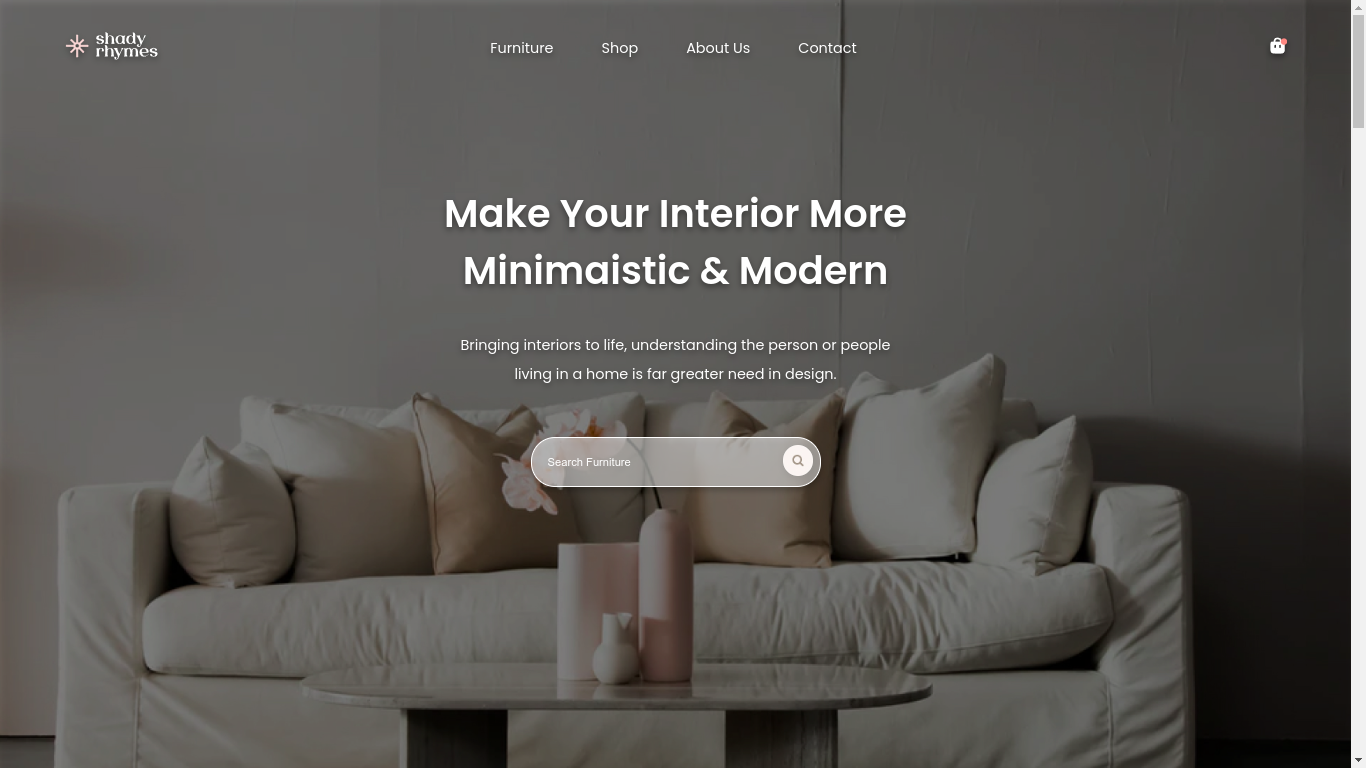 shady
rhymes
Furniture
Shop
About Us
Contact
Make Your Interior More
Minimaistic & Modern
Bringing interiors to life, understanding the person or people
living in a home is far greater need in design.
Search Furniture